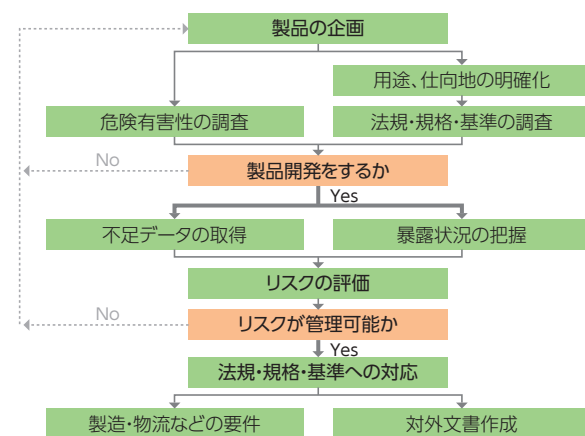 製品の企画
用途、仕向地の明確化
危険有害性の調査
法規・規格・基準の調査
No
製品開発をするか
Yes
不足データの取得
暴露状況の把握
リスクの評価
No
リスクが管理可能か
Yes
法規・規格・基準への対応
製造・物流などの要件
対外文書作成